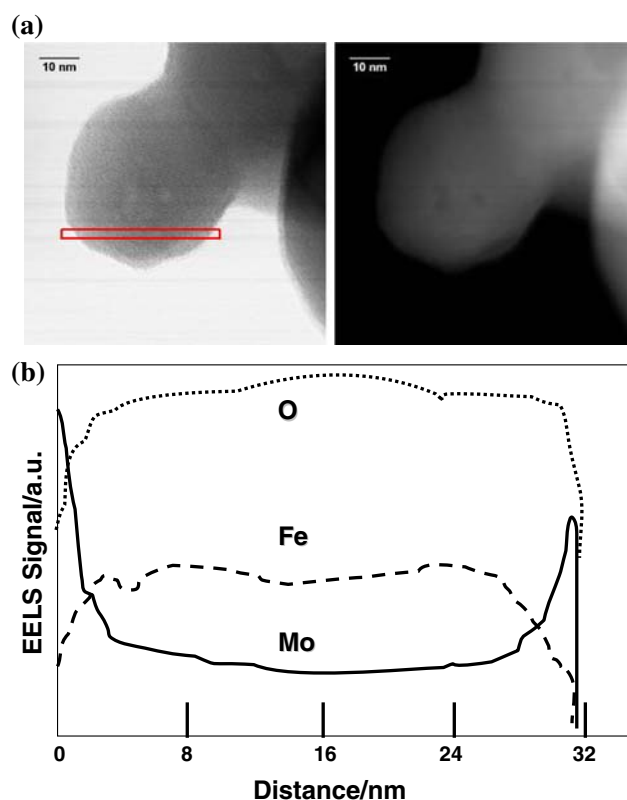 (a)
10 nm
10 nm
(b)
O
Fe
Mo
EELS Signal/a.u.
0 8 16 24 32
Distance/nm